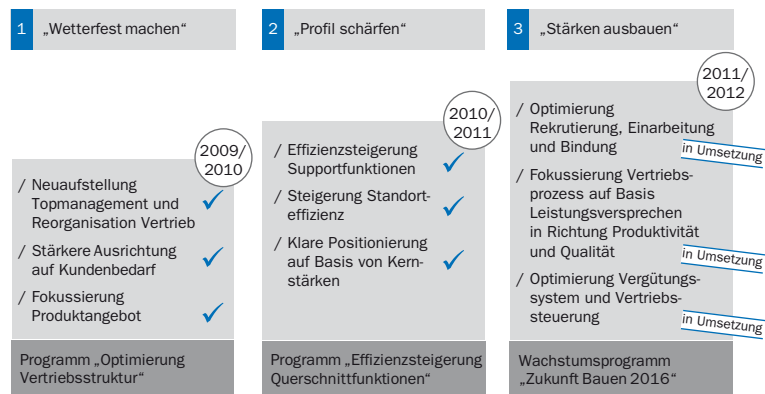 1 „Wetterfest machen“
2009/
2010
/ Neuaufstellung
Topmanagement und
Reorganisation Vertrieb
/ Stärkere Ausrichtung
auf Kundenbedarf
/ Fokussierung
Produktangebot
Programm „Optimierung
Vertriebsstruktur“
2 „Profil schärfen“
2010/
2011
/ Effizienzsteigerung
Supportfunktionen
/ Steigerung Standort-
effizienz
/ Klare Positionierung
auf Basis von Kern-
stärken
Programm „Effizienzsteigerung
Querschnittfunktionen“
3 „Stärken ausbauen“
2011/
2012
/ Optimierung
Rekrutierung, Einarbeitung
und Bindung
in Umsetzung
/ Fokussierung Vertriebs-
prozess auf Basis
Leistungsversprechen
in Richtung Produktivität
und Qualität
in Umsetzung
/ Optimierung Vergütungs-
system und Vertriebs-
steuerung
in Umsetzung
Wachstumsprogramm
„Zukunft Bauen 2016“